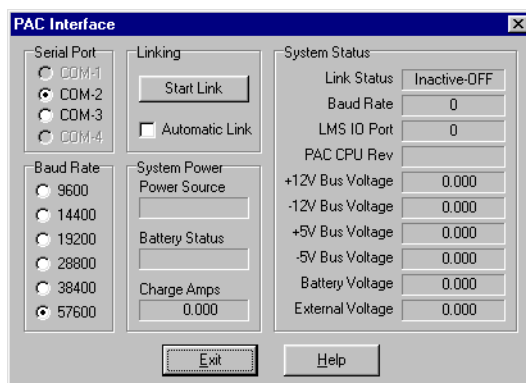 PAC Interface
Serial Port
COM-1
COM-2
COM-3
COM-4
Linking
Start Link
Automatic Link
Baud Rate
9600
14400
19200
28800
38400
57600
System Power
Power Source
Battery Status
Charge Amps
0.000
System Status
Link Status Inactive-OFF
Baud Rate 0
LMS IO Port 0
PAC CPU Rev
+12V Bus Voltage 0.000
-12V Bus Voltage 0.000
+5V Bus Voltage 0.000
-5V Bus Voltage 0.000
Battery Voltage 0.000
External Voltage 0.000
Exit
Help